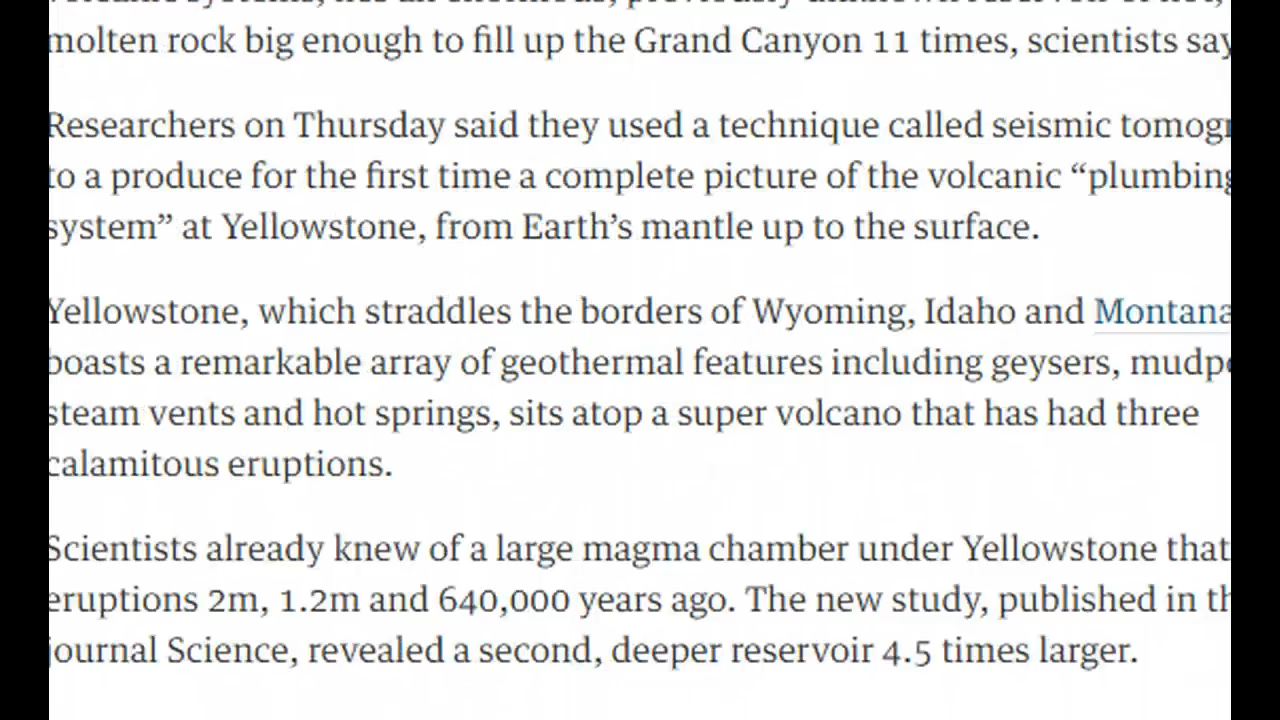 molten rock big enough to fill up the Grand Canyon 11 times, scientists say
Researchers on Thursday said they used a technique called seismic
to a produce for the first time a complete picture of the volcanic “plumbing
system” at Yellowstone, from Earth’s mantle up to the surface.
Yellowstone, which straddles the borders of Wyoming, Idaho and Montana
boasts a remarkable array of geothermal features including geysers,
steam vents and hot springs, sits atop a super volcano that has had three
calamitous eruptions.
Scientists already knew of a large magma chamber under Yellowstone that
eruptions 2m, 1.2m and 640,000 years ago. The new study, published in
journal Science, revealed a second, deeper reservoir 4.5 times larger.